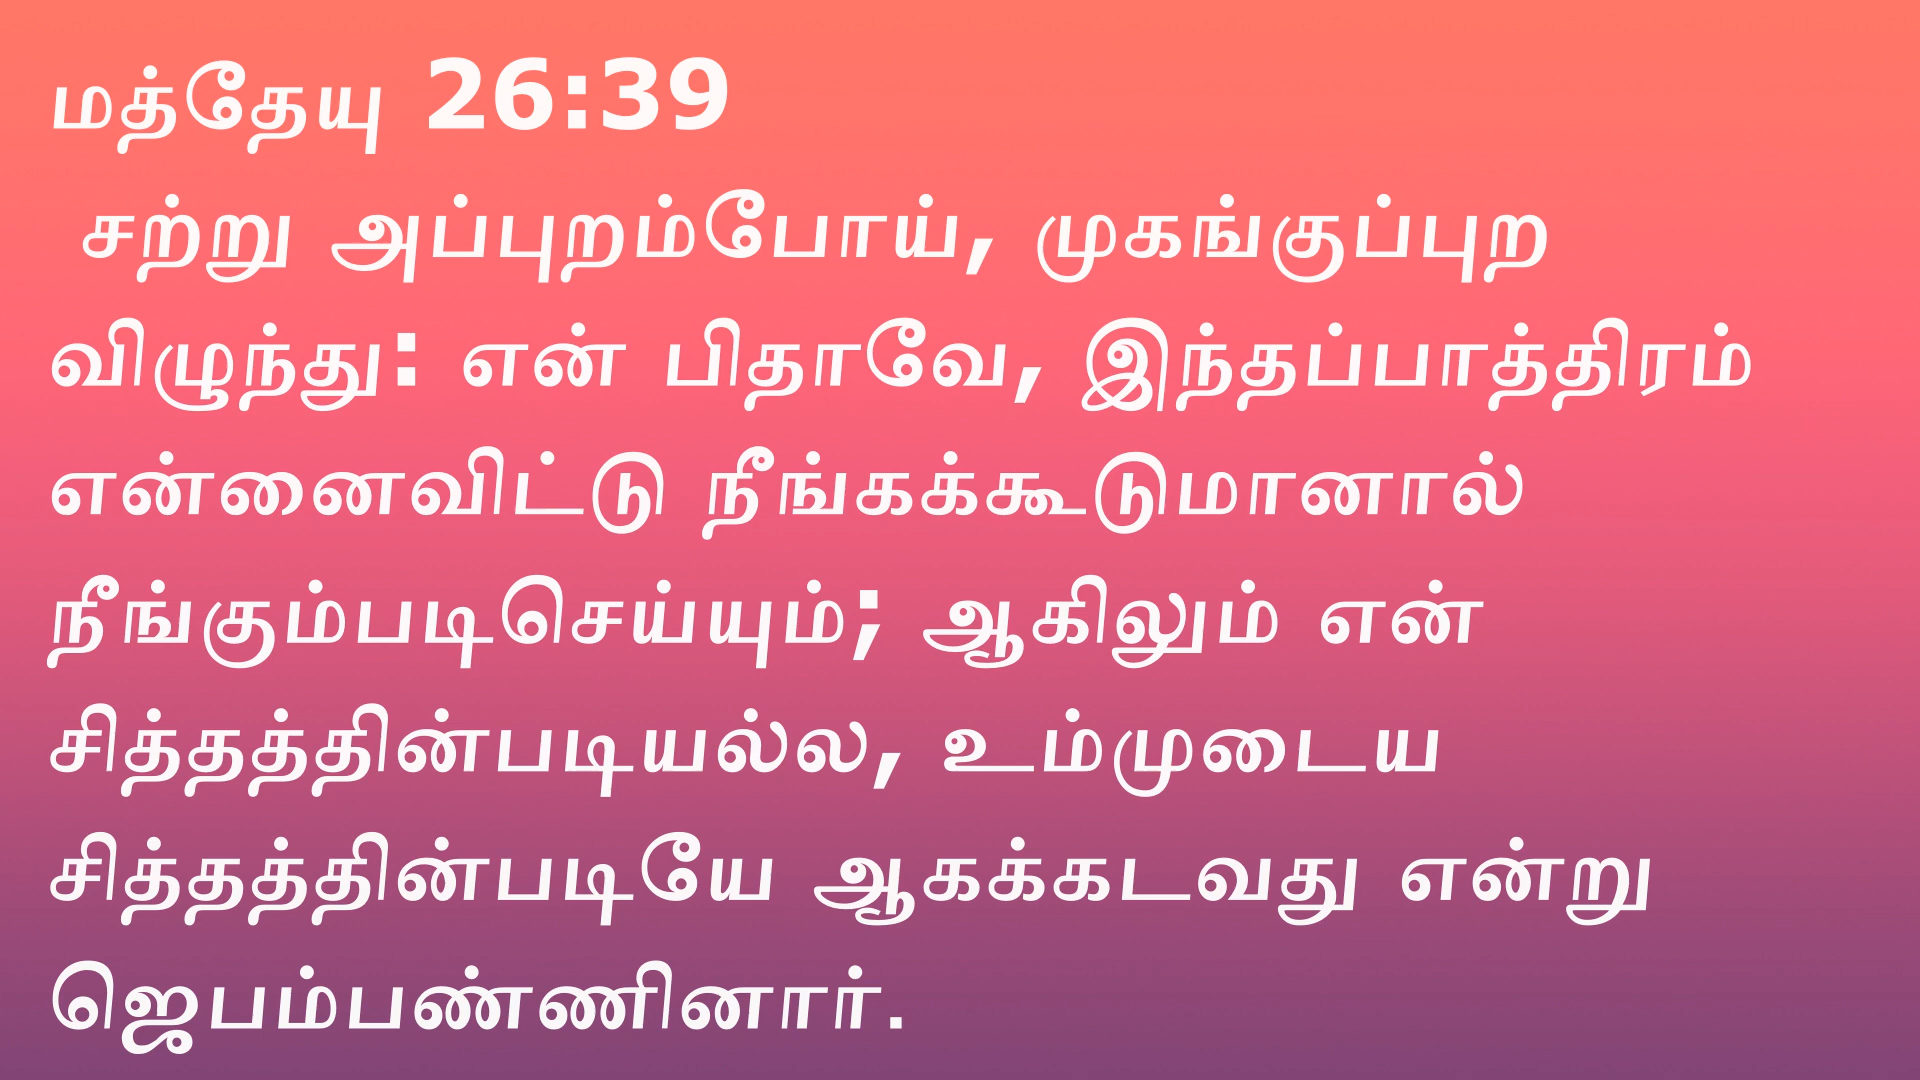 மத்தேயு 26:39
சற்று அப்புறம்போய், முகங்குப்புற
விழுந்து: என் பிதாவே, இந்தப்பாத்திரம்
என்னைவிட்டு நீங்கக்கூடுமானால்
நீங்கும்படிசெய்யும்; ஆகிலும் என்
சித்தத்தின்படியல்ல, உம்முடைய
சித்தத்தின்படியே ஆகக்கடவது என்று
ஜெபம்பண்ணினார்.